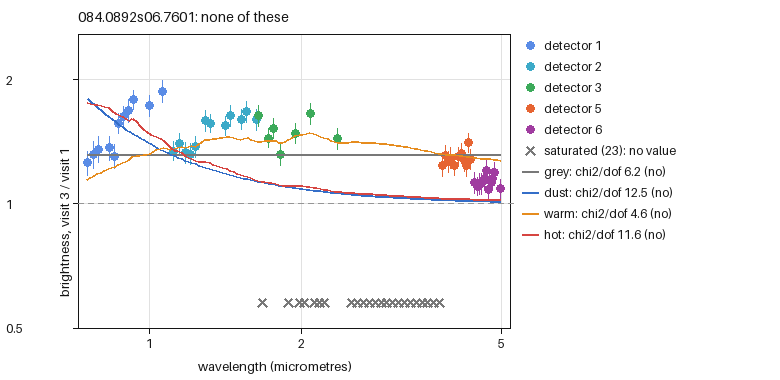 084.0892s06.7601: none of these
2
1
0.5
brightness, visit 3 / visit 1
1
2
5
wavelength (micrometres)
detector 1
detector 2
detector 3
detector 5
detector 6
saturated (23): no value
grey: chi2/dof 6.2 (no)
dust: chi2/dof 12.5 (no)
warm: chi2/dof 4.6 (no)
hot: chi2/dof 11.6 (no)